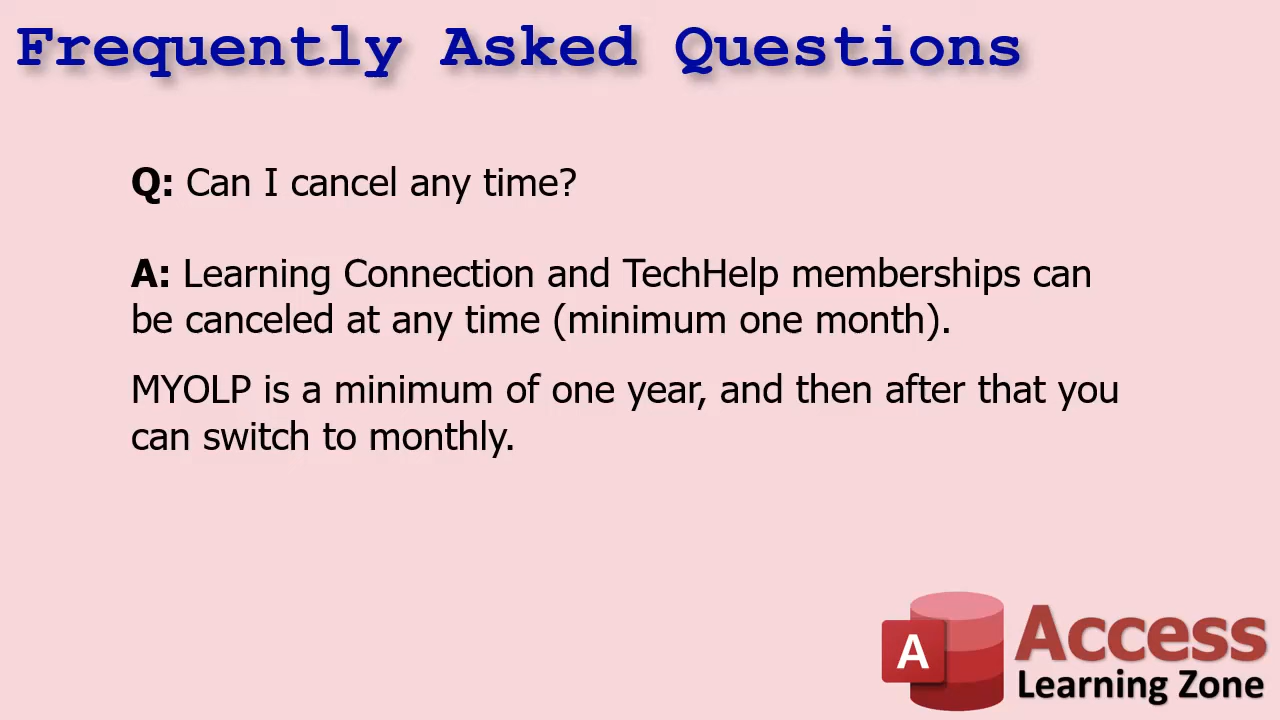 Frequently Asked Questions
Q: Can I cancel any time?
A: Learning Connection and TechHelp memberships can
be canceled at any time (minimum one month).
MYOLP is a minimum of one year, and then after that you
can switch to monthly.
A
Access
Learning Zone